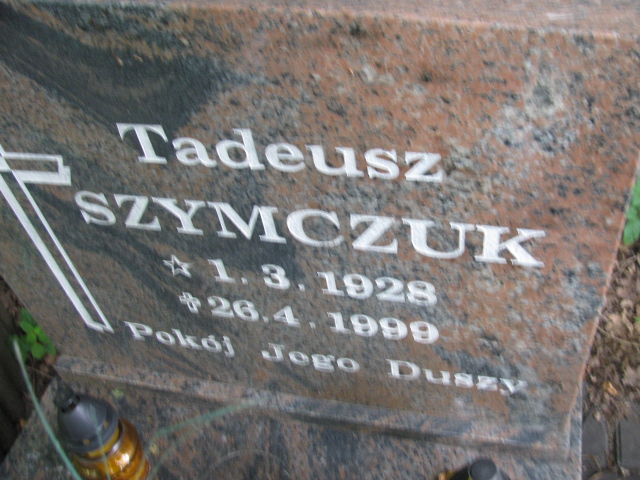 Tadeusz
SZYMCZUK
☆ 1. 3. 1928
✞ 26. 4. 1999
Pokój Jego Duszy